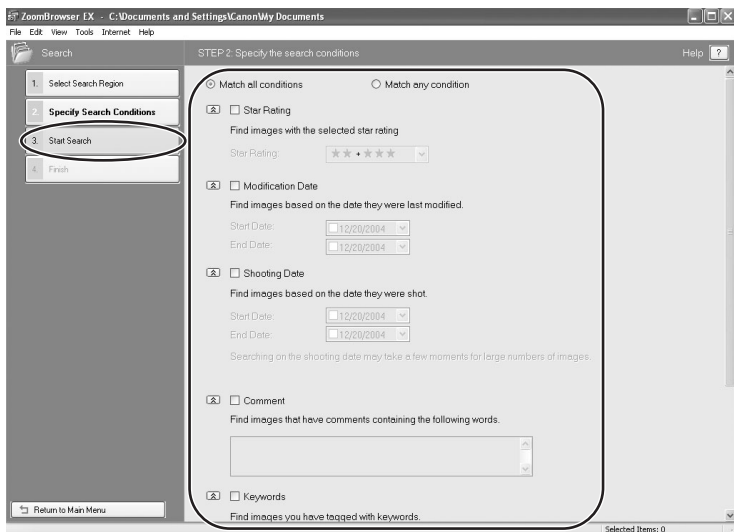 ZoomBrowser EX - C:\Documents and Settings\Canon\My Documents
File Edit View Tools Internet Help
Search
STEP 2: Specify the search conditions
Help ?
1. Select Search Region
2. Specify Search Conditions
3. Start Search
4. Finish
Match all conditions Match any condition
Star Rating
Find images with the selected star rating
Star Rating: ★★ • ★★★
Modification Date
Find images based on the date they were last modified.
Start Date: 12/20/2004
End Date: 12/20/2004
Shooting Date
Find images based on the date they were shot.
Start Date: 12/20/2004
End Date: 12/20/2004
Searching on the shooting date may take a few moments for large numbers of images.
Comment
Find images that have comments containing the following words.
Keywords
Find images you have tagged with keywords.
Return to Main Menu
Selected Items: 0